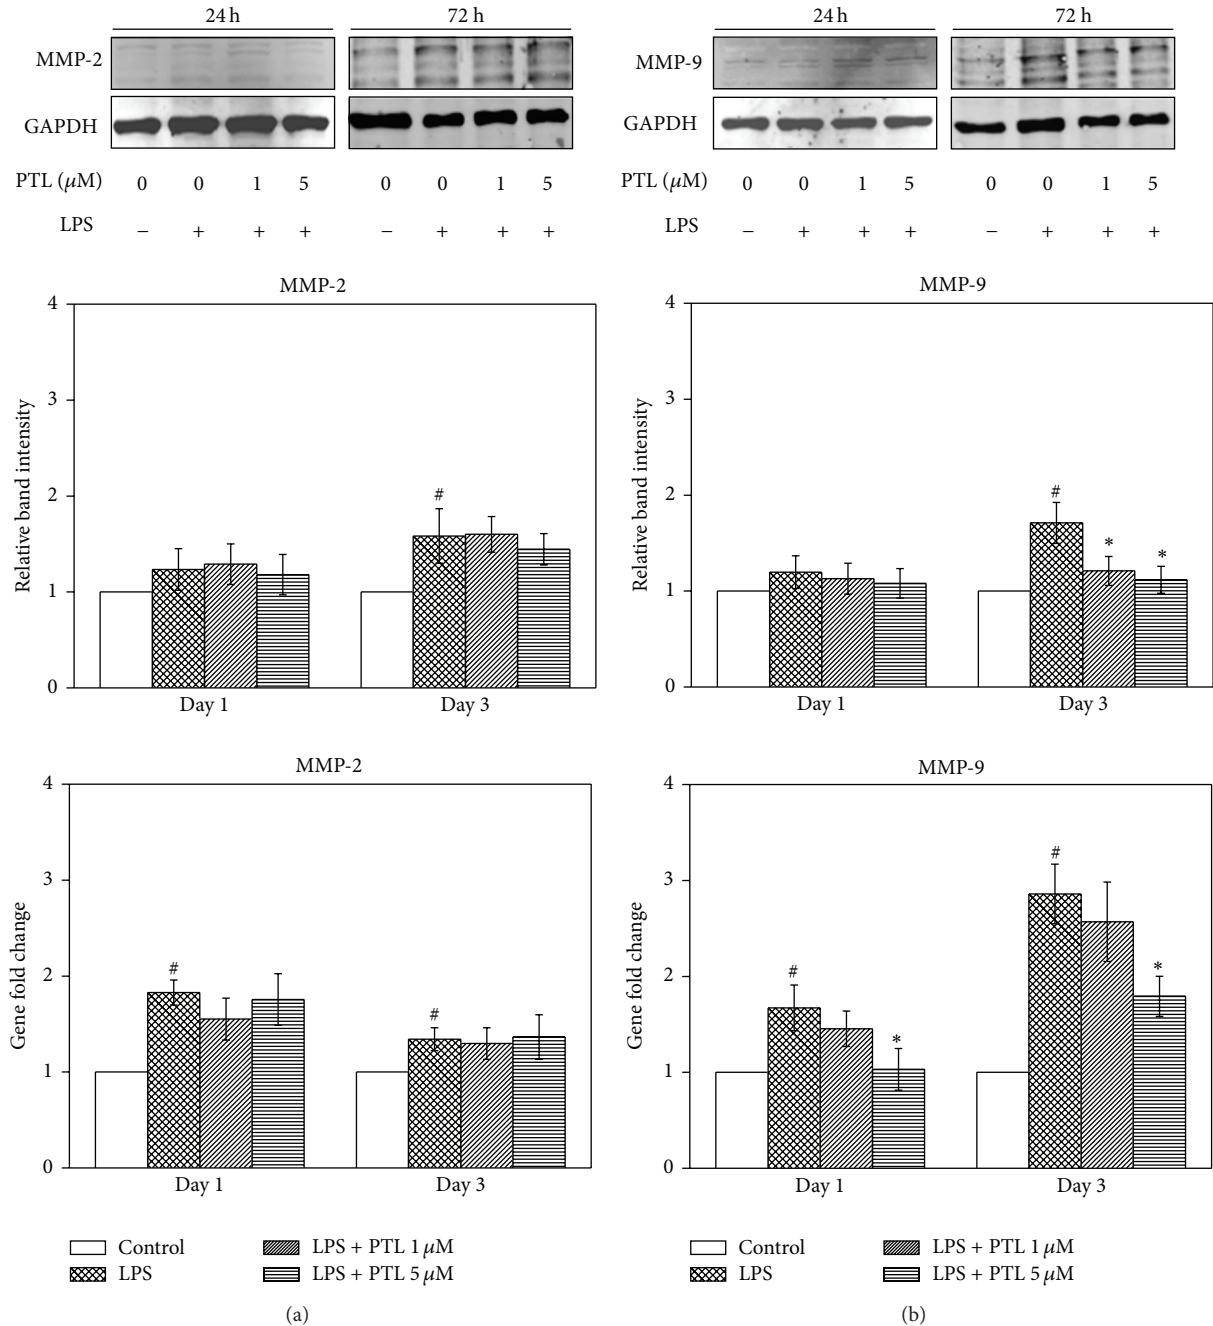 24 h 72 h
MMP-2
GAPDH
PTL (μM) 0 0 1 5 0 0 1 5
LPS − + + + − + + +
MMP-2
Relative band intensity
4
3
2
1
0
#
Day 1 Day 3
MMP-2
Gene fold change
4
3
2
1
0
# #
Day 1 Day 3
Control LPS + PTL 1 μM
LPS LPS + PTL 5 μM
(a)
24 h 72 h
MMP-9
GAPDH
PTL (μM) 0 0 1 5 0 0 1 5
LPS − + + + − + + +
MMP-9
Relative band intensity
4
3
2
1
0
# * *
Day 1 Day 3
MMP-9
Gene fold change
4
3
2
1
0
# * # *
Day 1 Day 3
Control LPS + PTL 1 μM
LPS LPS + PTL 5 μM
(b)